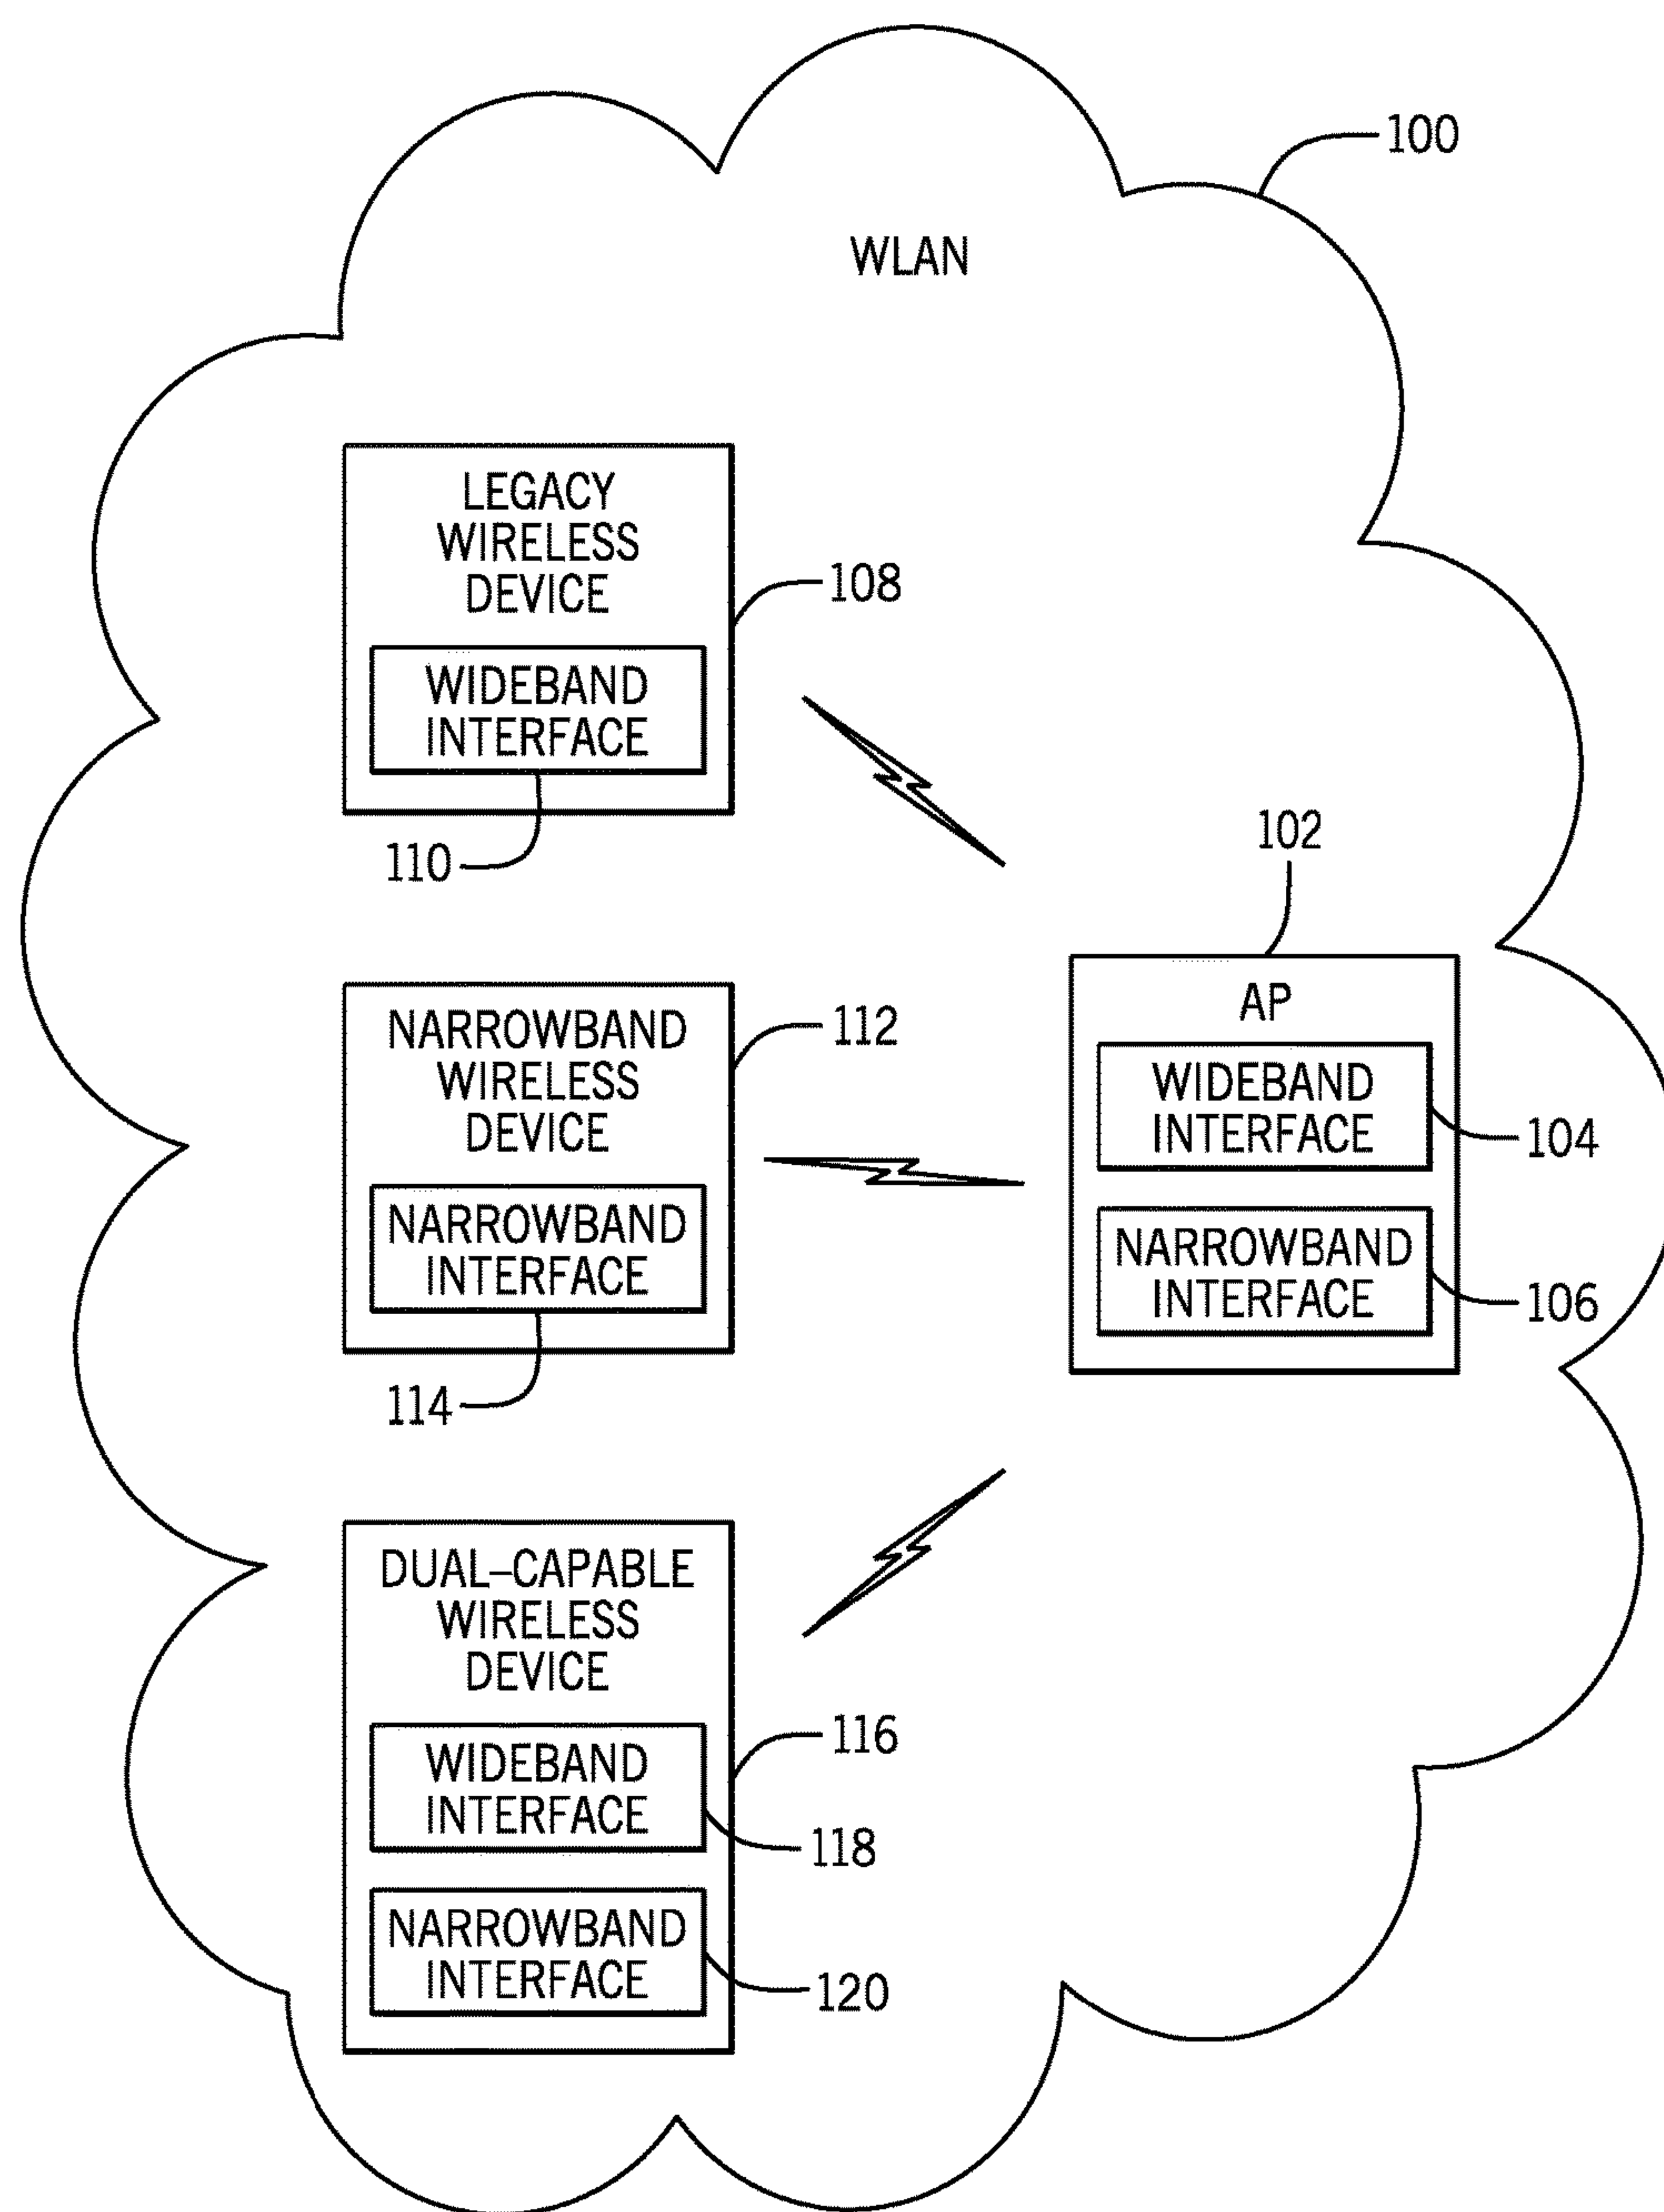 100
WLAN
LEGACY
WIRELESS
DEVICE
108
WIDEBAND
INTERFACE
110
102
AP
WIDEBAND
INTERFACE
104
NARROWBAND
INTERFACE
106
NARROWBAND
WIRELESS
DEVICE
112
NARROWBAND
INTERFACE
114
DUAL–CAPABLE
WIRELESS
DEVICE
116
WIDEBAND
INTERFACE
118
NARROWBAND
INTERFACE
120